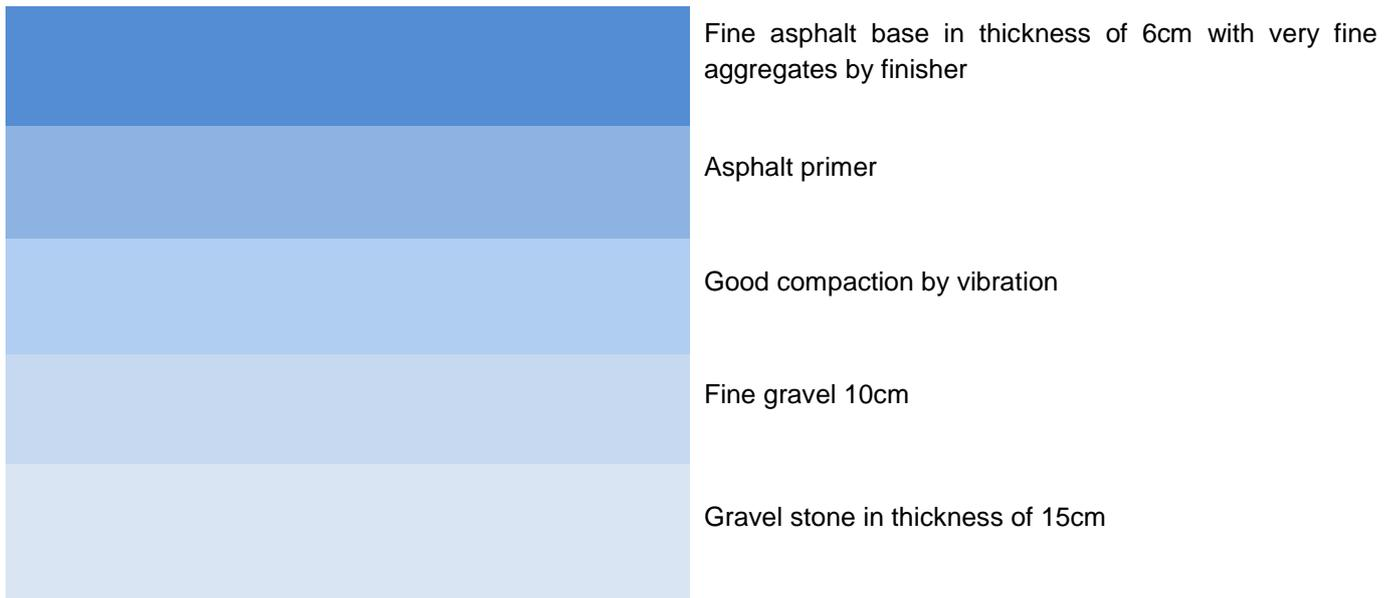 Fine asphalt base in thickness of 6cm with very fine
aggregates by finisher
Asphalt primer
Good compaction by vibration
Fine gravel 10cm
Gravel stone in thickness of 15cm